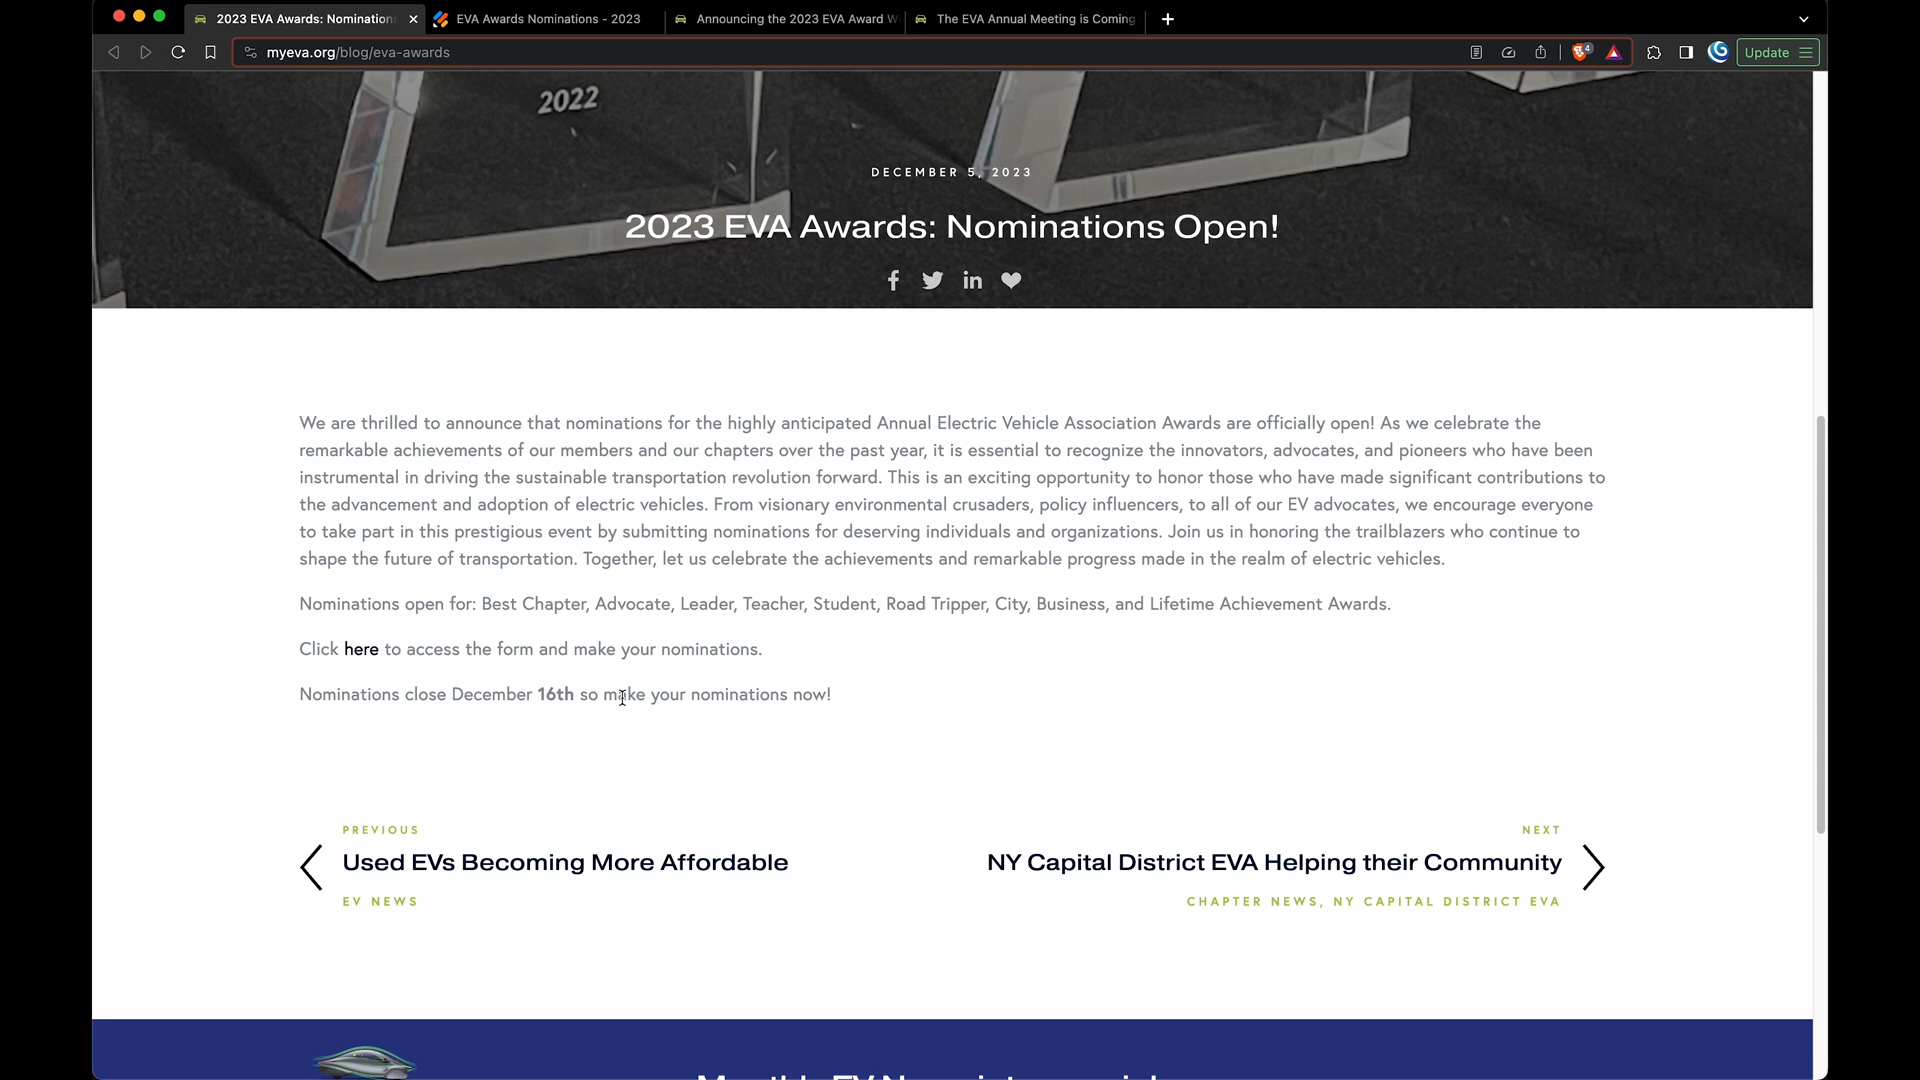 2023 EVA Awards: Nomination
EVA Awards Nominations - 2023
Announcing the 2023 EVA Award W
The EVA Annual Meeting is Coming
myeva.org/blog/eva-awards
4
Update
2022
DECEMBER 5, 2023
2023 EVA Awards: Nominations Open!
We are thrilled to announce that nominations for the highly anticipated Annual Electric Vehicle Association Awards are officially open! As we celebrate the
remarkable achievements of our members and our chapters over the past year, it is essential to recognize the innovators, advocates, and pioneers who have been
instrumental in driving the sustainable transportation revolution forward. This is an exciting opportunity to honor those who have made significant contributions to
the advancement and adoption of electric vehicles. From visionary environmental crusaders, policy influencers, to all of our EV advocates, we encourage everyone
to take part in this prestigious event by submitting nominations for deserving individuals and organizations. Join us in honoring the trailblazers who continue to
shape the future of transportation. Together, let us celebrate the achievements and remarkable progress made in the realm of electric vehicles.
Nominations open for: Best Chapter, Advocate, Leader, Teacher, Student, Road Tripper, City, Business, and Lifetime Achievement Awards.
Click here to access the form and make your nominations.
Nominations close December 16th so make your nominations now!
PREVIOUS
Used EVs Becoming More Affordable
EV NEWS
NEXT
NY Capital District EVA Helping their Community
CHAPTER NEWS, NY CAPITAL DISTRICT EVA